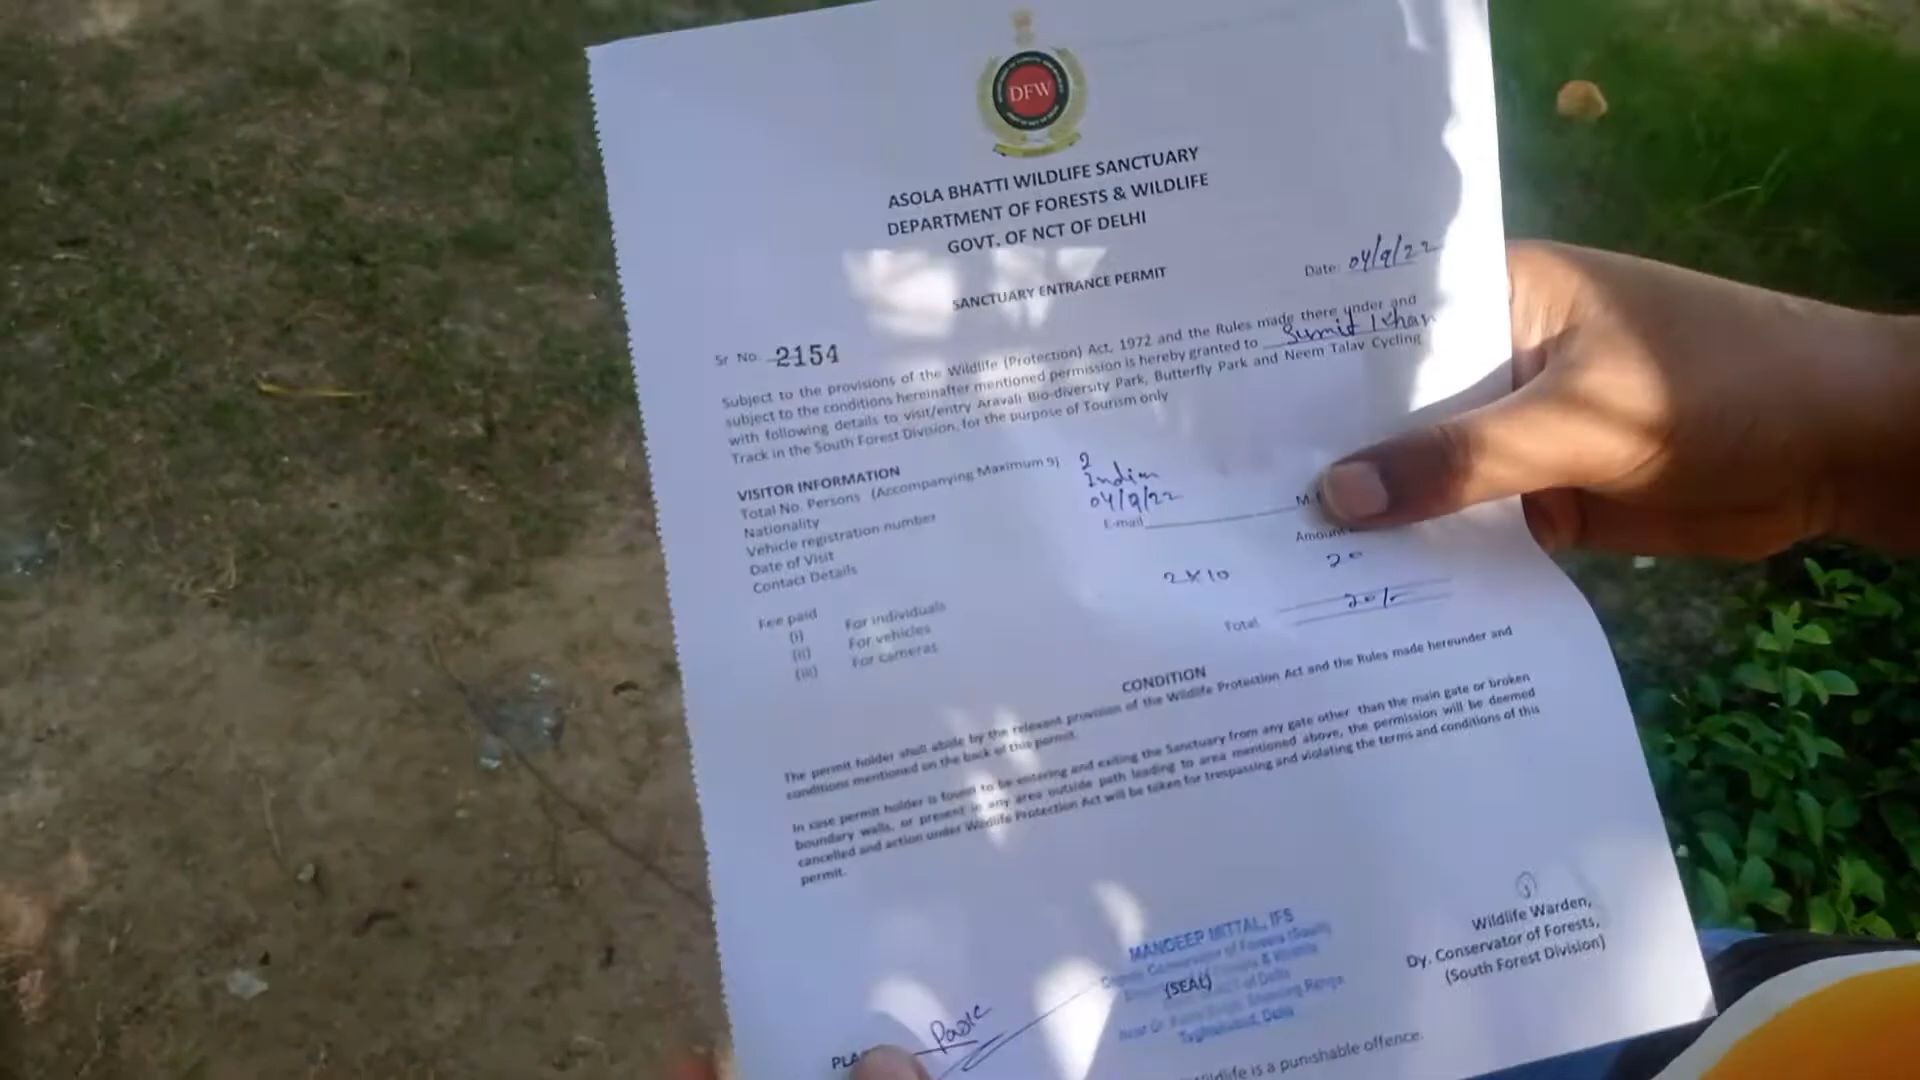 DFW
ASOLA BHATTI WILDLIFE SANCTUARY
DEPARTMENT OF FORESTS & WILDLIFE
GOVT. OF NCT OF DELHI
SANCTUARY ENTRANCE PERMIT
Date: 04/9/22
Sr No. 2154
Subject to the provisions of the Wildlife (Protection) Act, 1972 and the Rules made there under and
subject to the conditions hereinafter mentioned permission is hereby granted to Sumit Khan
with following details to visit/entry Aravali Bio-diversity Park, Butterfly Park and Neem Talav Cycling
Track in the South Forest Division, for the purpose of Tourism only
VISITOR INFORMATION
Total No. Persons (Accompanying Maximum 9) 2
Nationality Indian
Vehicle registration number
Date of Visit 04/9/22
Contact Details E-mail M
Fee paid Amount
(i) For individuals 2x10 20
(ii) For vehicles
(iii) For cameras
Total 20/-
CONDITION
The permit holder shall abide by the relevant provision of the Wildlife Protection Act and the Rules made hereunder and
conditions mentioned on the back of this permit.
In case permit holder is found to be entering and exiting the Sanctuary from any gate other than the main gate or broken
boundary walls, or present in any area outside path leading to area mentioned above, the permission will be deemed
cancelled and action under Wildlife Protection Act will be taken for trespassing and violating the terms and conditions of this
permit.
MANDEEP MITTAL, IFS
Deputy Conservator of Forests (South)
(SEAL)
Tughlakabad, Delhi
Wildlife Warden,
Dy. Conservator of Forests,
(South Forest Division)
PLA
is a punishable offence.